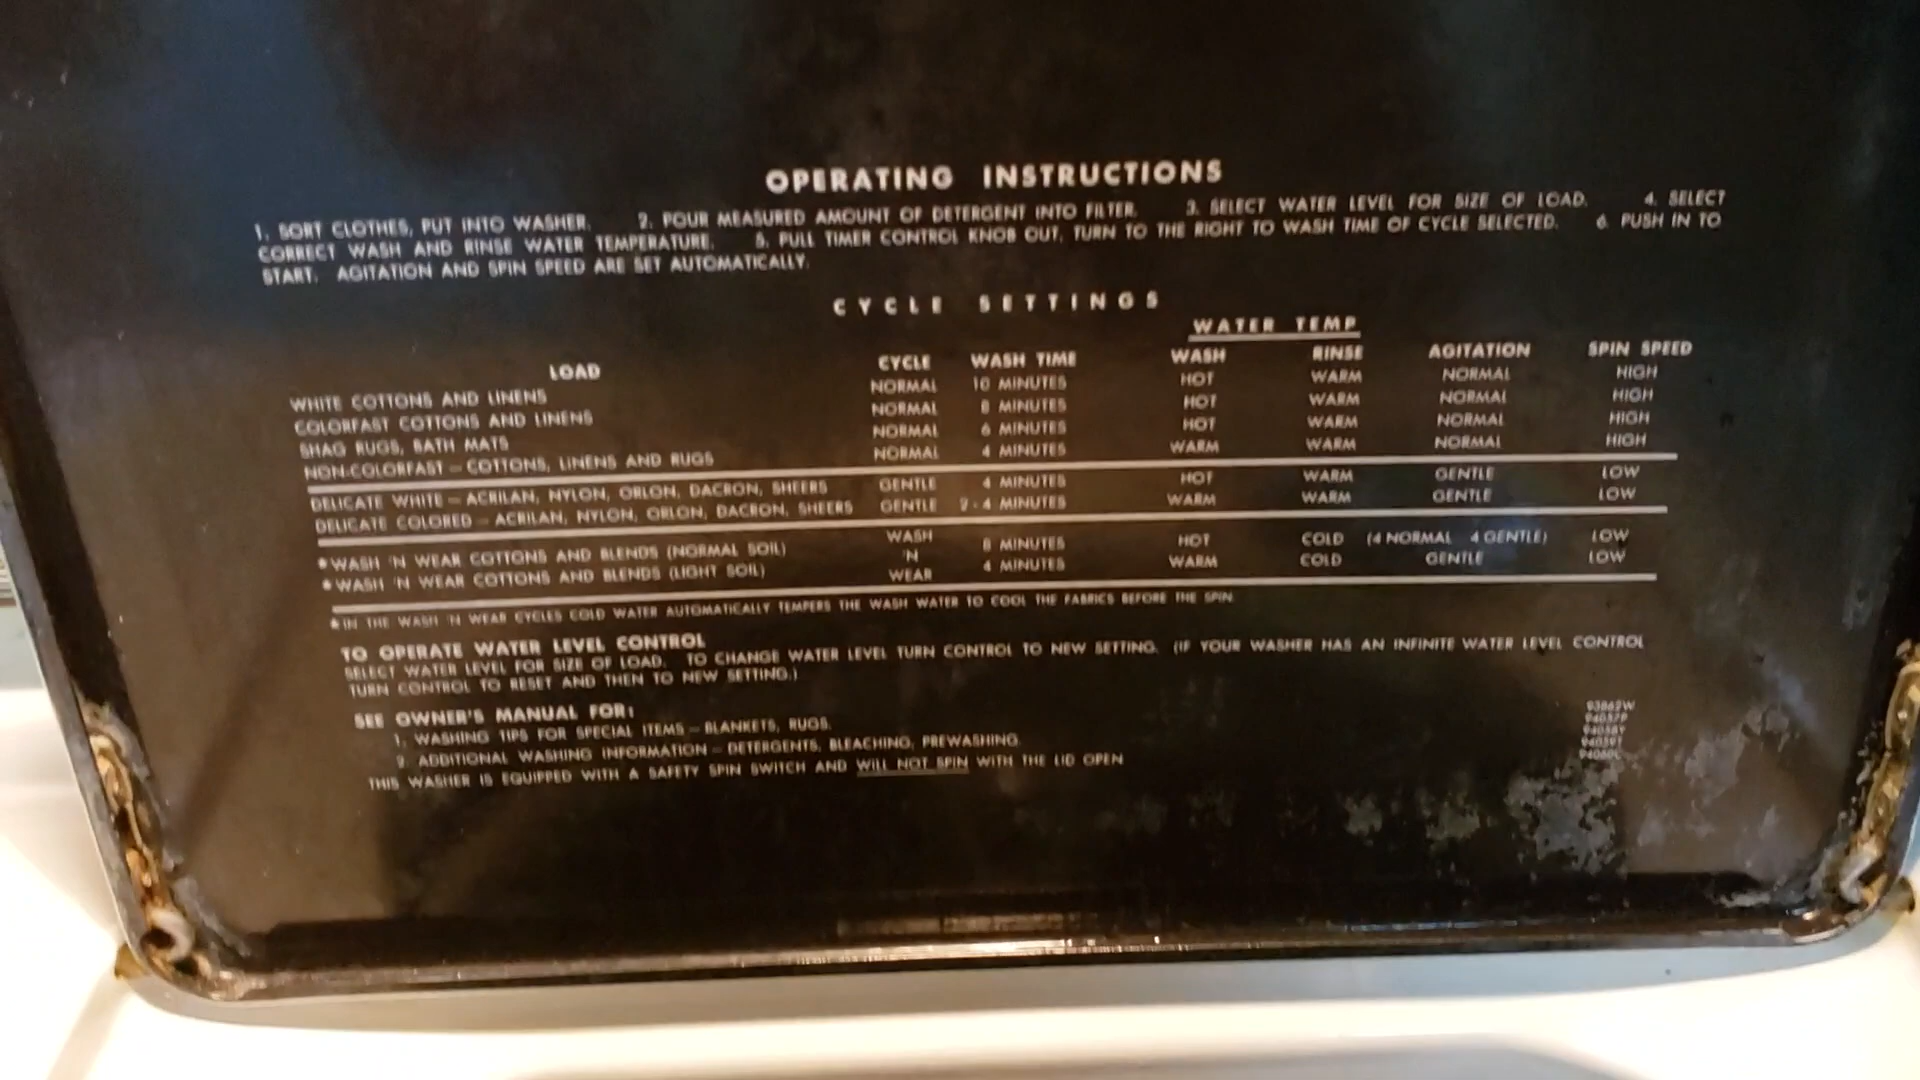 OPERATING INSTRUCTIONS
1. SORT CLOTHES, PUT INTO WASHER. 2. POUR MEASURED AMOUNT OF DETERGENT INTO FILTER. 3. SELECT WATER LEVEL FOR SIZE OF LOAD. 4. SELECT
CORRECT WASH AND RINSE WATER TEMPERATURE. 5. PULL TIMER CONTROL KNOB OUT, TURN TO THE RIGHT TO WASH TIME OF CYCLE SELECTED. 6. PUSH IN TO
START. AGITATION AND SPIN SPEED ARE SET AUTOMATICALLY.
CYCLE SETTINGS
WATER TEMP
LOAD CYCLE WASH TIME WASH RINSE AGITATION SPIN SPEED
WHITE COTTONS AND LINENS NORMAL 10 MINUTES HOT WARM NORMAL HIGH
COLORFAST COTTONS AND LINENS NORMAL 8 MINUTES HOT WARM NORMAL HIGH
SHAG RUGS, BATH MATS NORMAL 6 MINUTES HOT WARM NORMAL HIGH
NON-COLORFAST — COTTONS, LINENS AND RUGS NORMAL 4 MINUTES WARM WARM NORMAL HIGH
DELICATE WHITE — ACRILAN, NYLON, ORLON, DACRON, SHEERS GENTLE 4 MINUTES HOT WARM GENTLE LOW
DELICATE COLORED — ACRILAN, NYLON, ORLON, DACRON, SHEERS GENTLE 2-4 MINUTES WARM WARM GENTLE LOW
*WASH 'N WEAR COTTONS AND BLENDS (NORMAL SOIL) WASH 'N WEAR 8 MINUTES HOT COLD (4 NORMAL 4 GENTLE) LOW
*WASH 'N WEAR COTTONS AND BLENDS (LIGHT SOIL) 4 MINUTES WARM COLD GENTLE LOW
*IN THE WASH 'N WEAR CYCLES COLD WATER AUTOMATICALLY TEMPERS THE WASH WATER TO COOL THE FABRICS BEFORE THE SPIN.
TO OPERATE WATER LEVEL CONTROL
SELECT WATER LEVEL FOR SIZE OF LOAD. TO CHANGE WATER LEVEL TURN CONTROL TO NEW SETTING. (IF YOUR WASHER HAS AN INFINITE WATER LEVEL CONTROL
TURN CONTROL TO RESET AND THEN TO NEW SETTING.)
SEE OWNER'S MANUAL FOR:
1. WASHING TIPS FOR SPECIAL ITEMS — BLANKETS, RUGS.
2. ADDITIONAL WASHING INFORMATION — DETERGENTS, BLEACHING, PREWASHING.
THIS WASHER IS EQUIPPED WITH A SAFETY SPIN SWITCH AND WILL NOT SPIN WITH THE LID OPEN